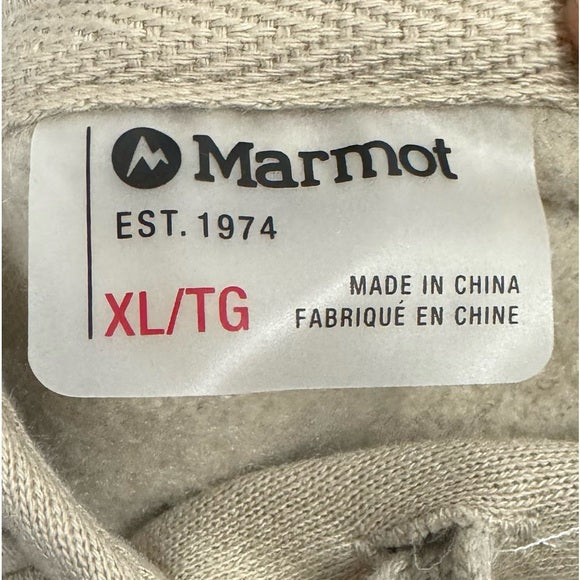 Marmot
EST. 1974
XL/TG
MADE IN CHINA
FABRIQUÉ EN CHINE